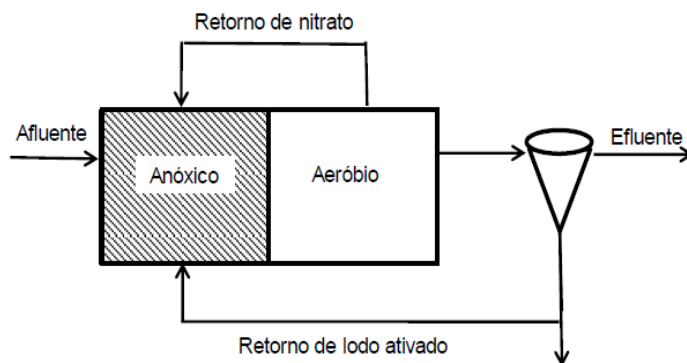 Retorno de nitrato
Afluente
Anóxico
Aeróbio
Efluente
Retorno de lodo ativado